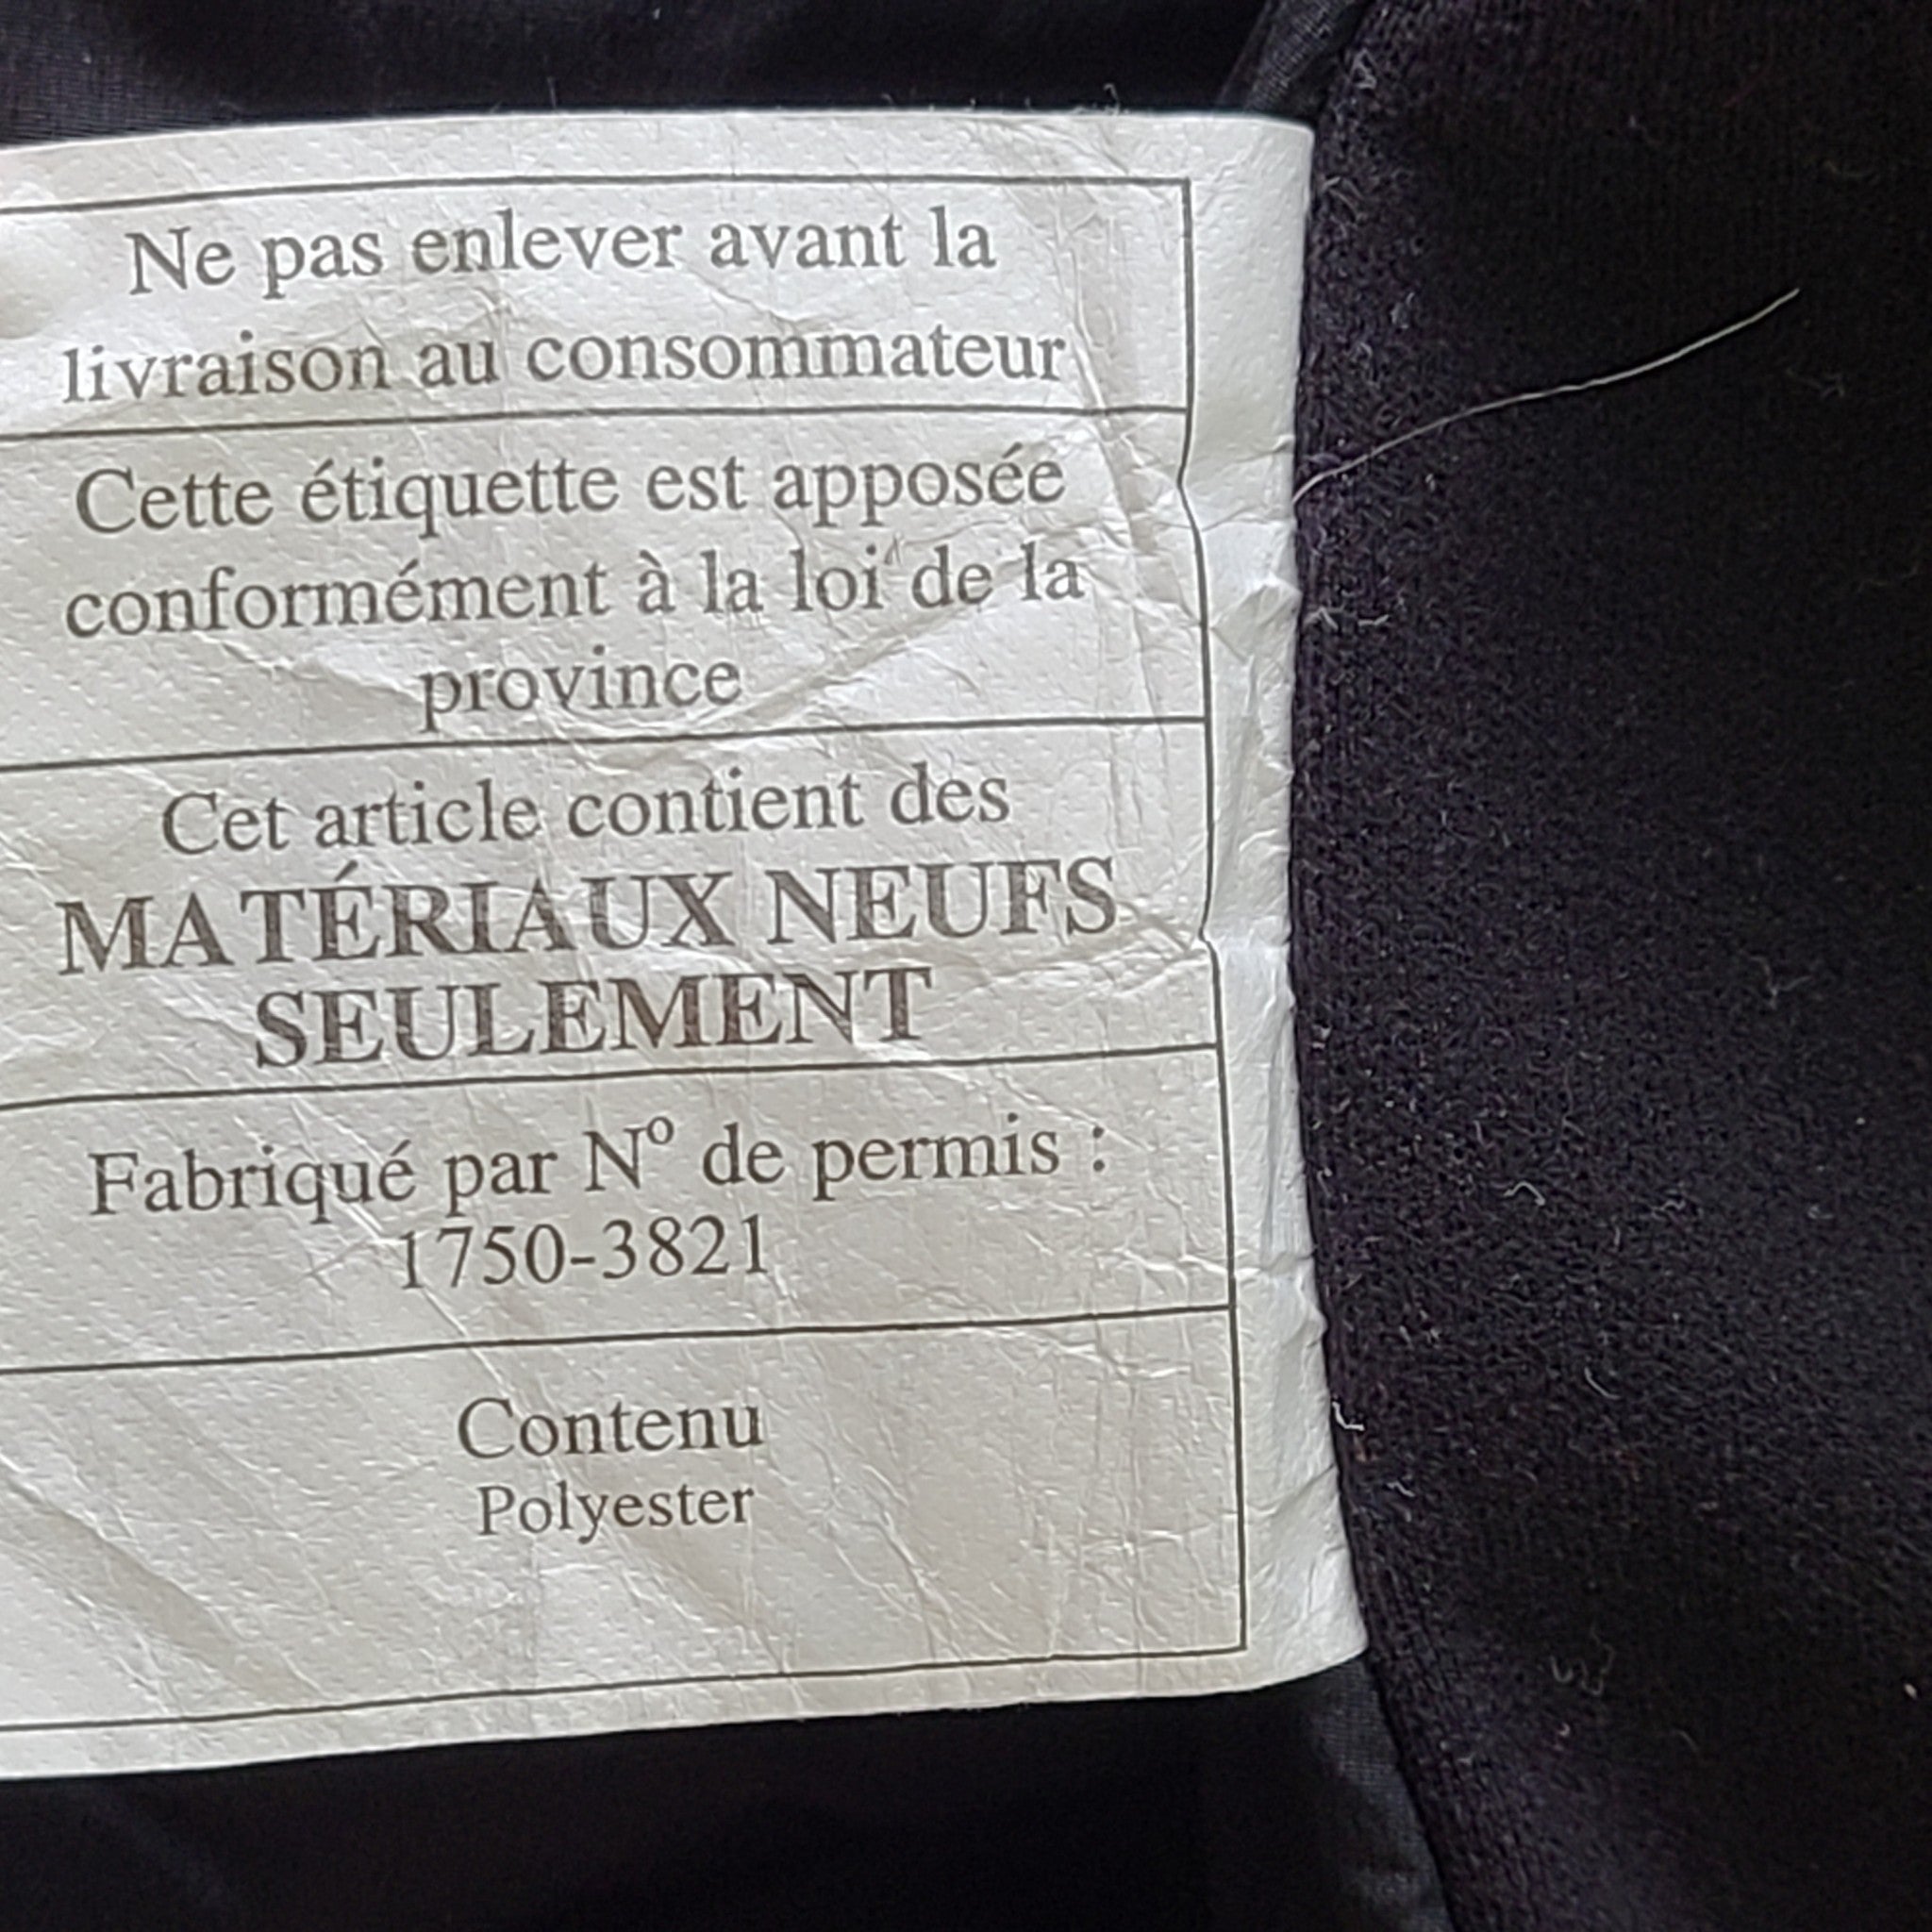 Ne pas enlever avant la
livraison au consommateur
Cette étiquette est apposée
conformément à la loi de la
province
Cet article contient des
MATÉRIAUX NEUFS
SEULEMENT
Fabriqué par Nº de permis :
1750-3821
Contenu
Polyester